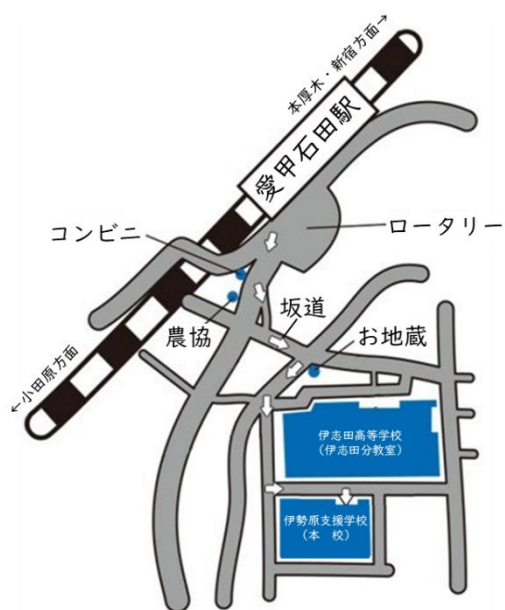 本厚木・新宿方面→
愛甲石田駅
コンビニ
ロータリー
農協
坂道
お地蔵
←小田原方面
伊志田高等学校
（伊志田分教室）
伊勢原支援学校
（本　校）